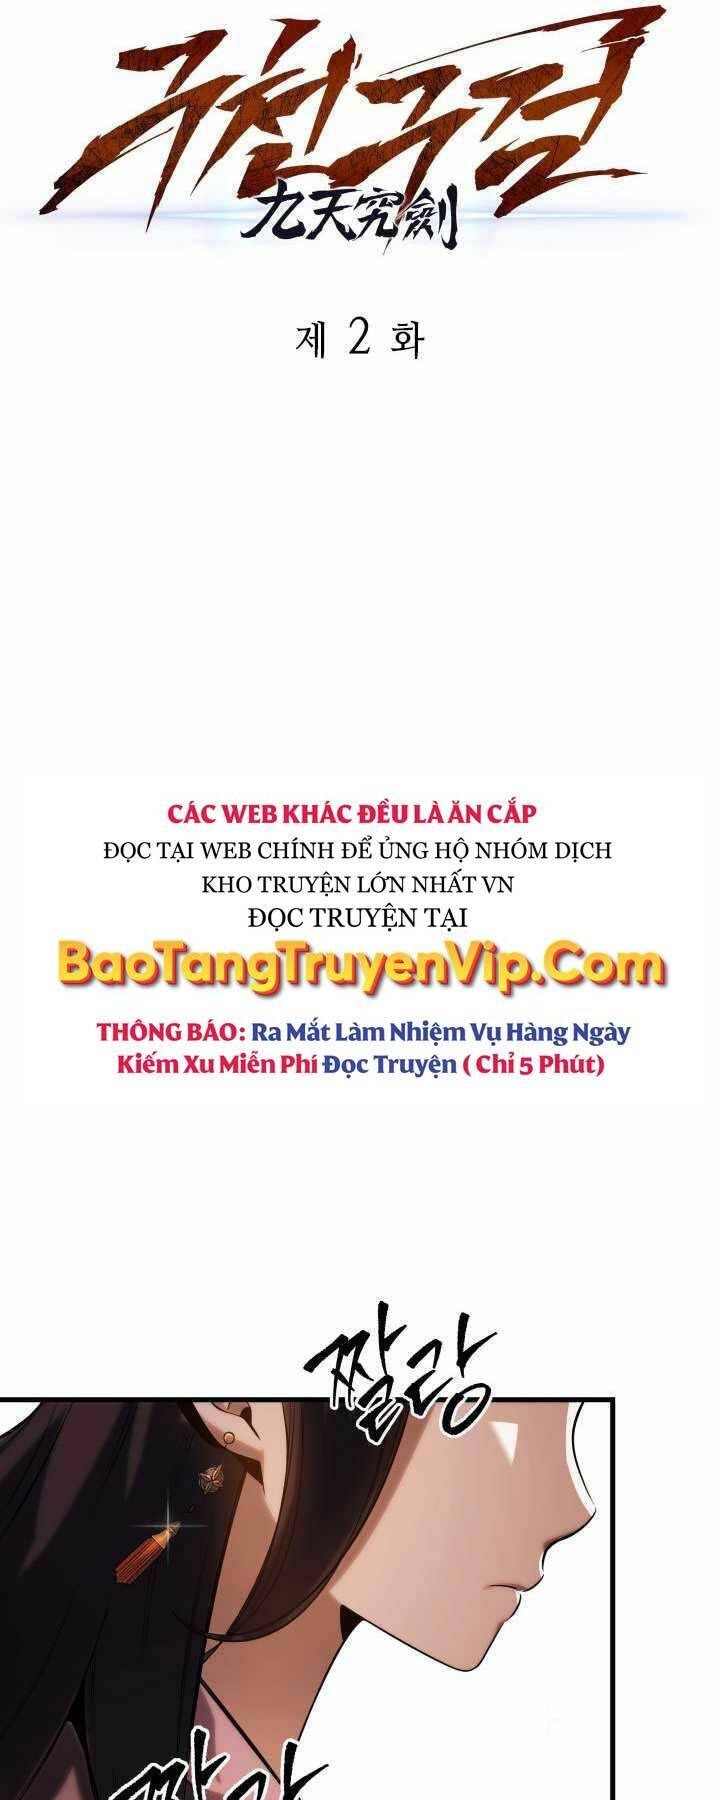 구천구검
九天究劍
제 2 화
CÁC WEB KHÁC ĐỀU LÀ ĂN CẮP
ĐỌC TẠI WEB CHÍNH ĐỂ ỦNG HỘ NHÓM DỊCH
KHO TRUYỆN LỚN NHẤT VN
ĐỌC TRUYỆN TẠI
BaoTangTruyenVip.Com
THÔNG BÁO: Ra Mắt Làm Nhiệm Vụ Hàng Ngày
Kiếm Xu Miễn Phí Đọc Truyện ( Chỉ 5 Phút)
짤랑
짤랑